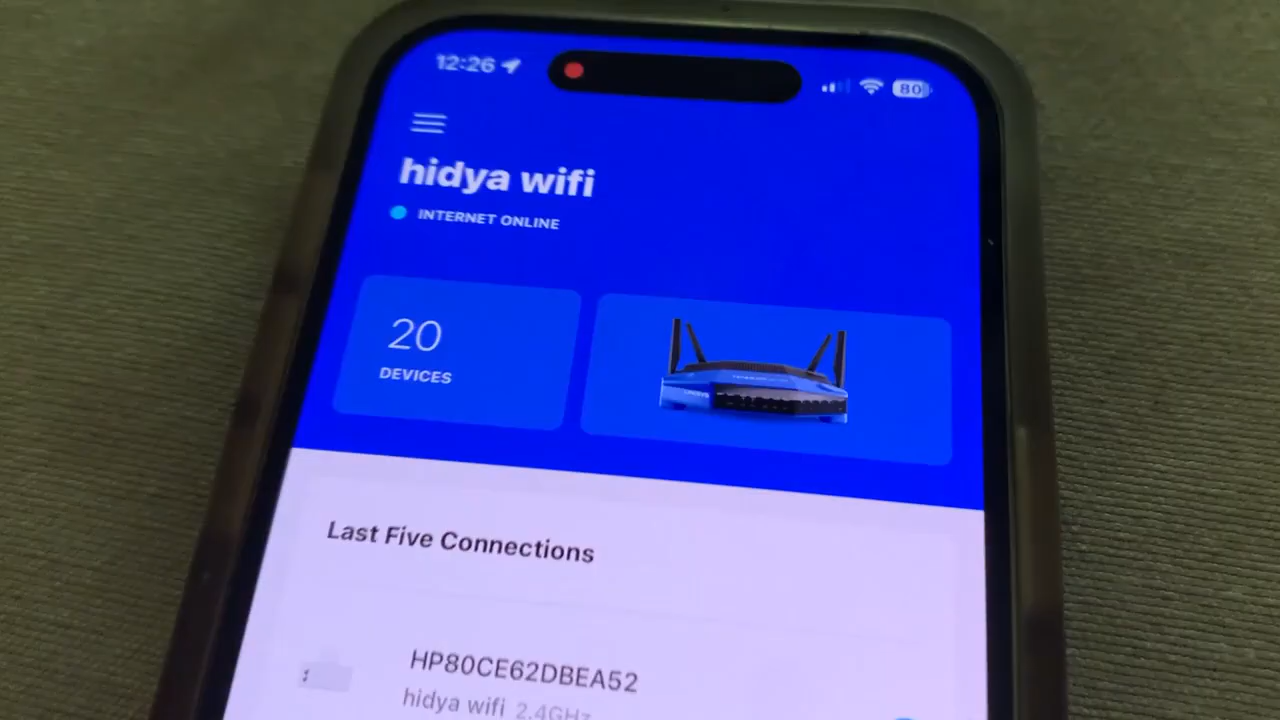 12:26
80
hidya wifi
INTERNET ONLINE
20
DEVICES
Last Five Connections
HP80CE62DBEA52
hidya wifi 2.4GHz